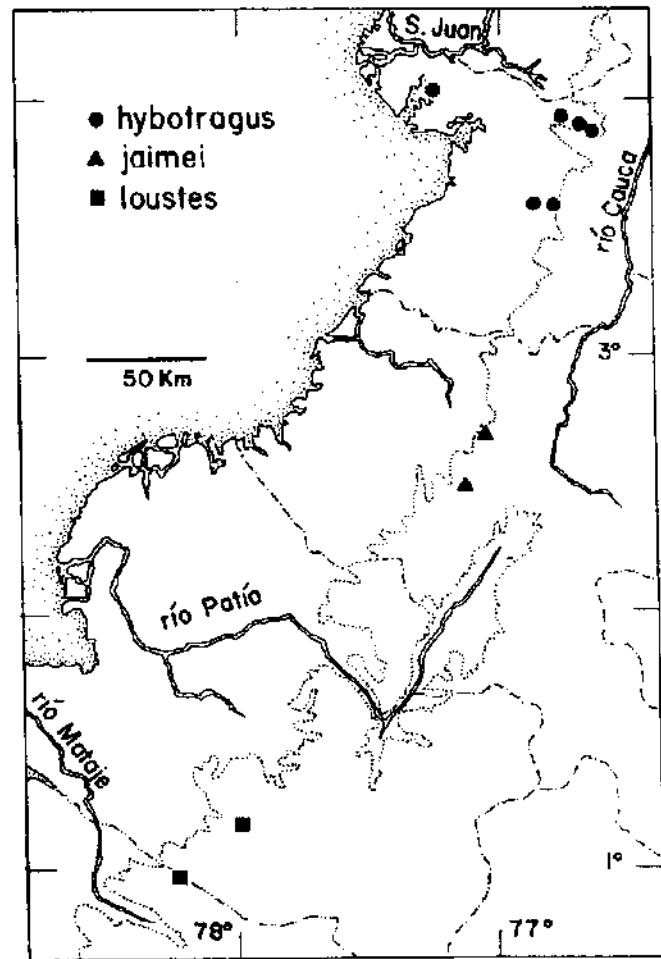 S. Juan
● hybotragus
▲ jaimei
■ loustes
río Cauca
50 Km
3°
río Patía
río Mataje
1°
78°
77°